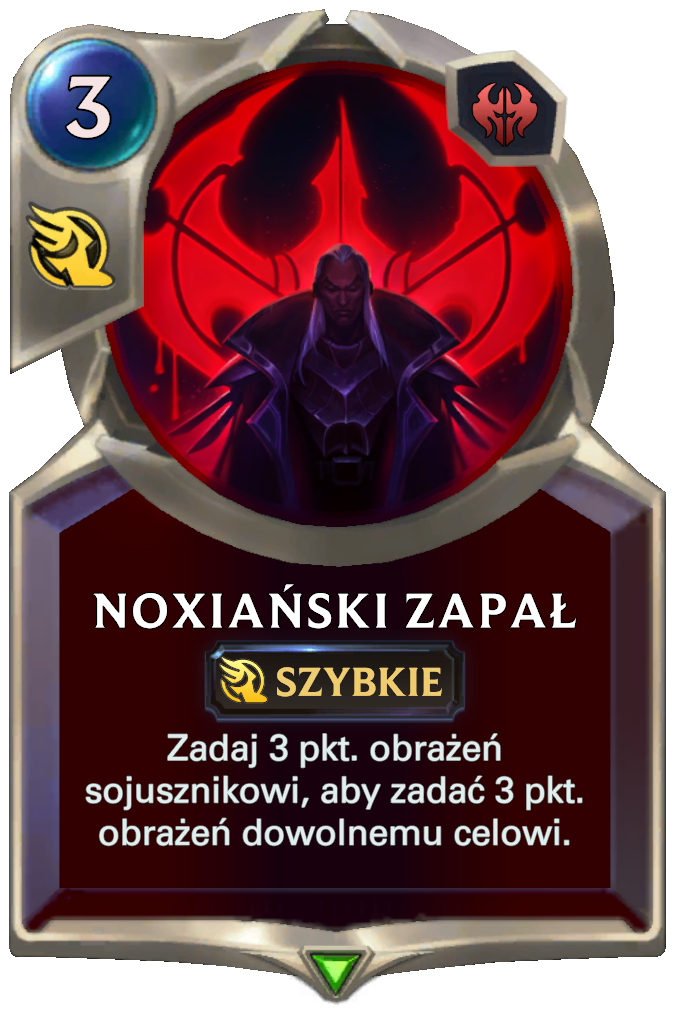 3
NOXIAŃSKI ZAPAŁ
SZYBKIE
Zadaj 3 pkt. obrażeń
sojusznikowi, aby zadać 3 pkt.
obrażeń dowolnemu celowi.